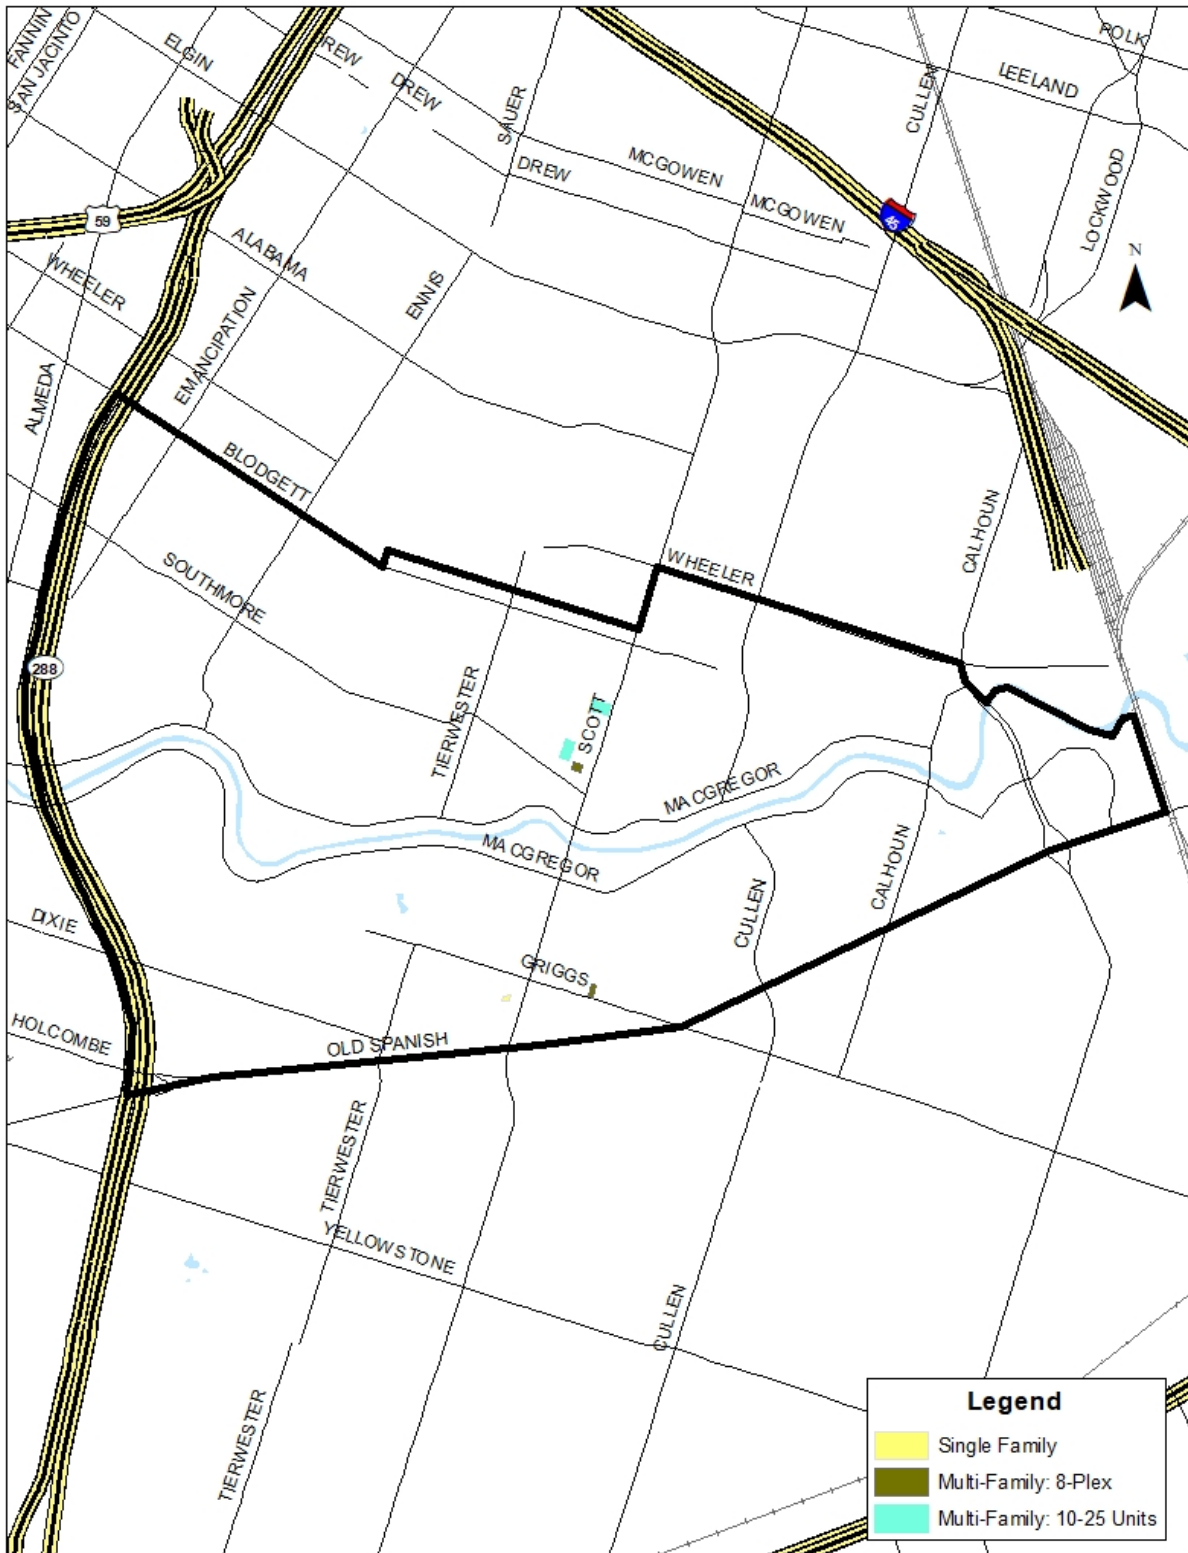 FANNIN
SAN JACINTO
ELGIN
REW
DREW
SAUER
CULLEN
POLK
LEELAND
MCGOWEN
DREW
MCGOWEN
LOCKWOOD
45
59
N
WHEELER
ALABAMA
ENNIS
EMANCIPATION
ALMEDA
BLODGETT
CALHOUN
WHEELER
SOUTHMORE
288
TIERWESTER
SCOTT
MACGREGOR
MACGREGOR
CALHOUN
CULLEN
DIXIE
GRIGGS
HOLCOMBE
OLD SPANISH
TIERWESTER
YELLOWSTONE
CULLEN
TIERWESTER
Legend
Single Family
Multi-Family: 8-Plex
Multi-Family: 10-25 Units